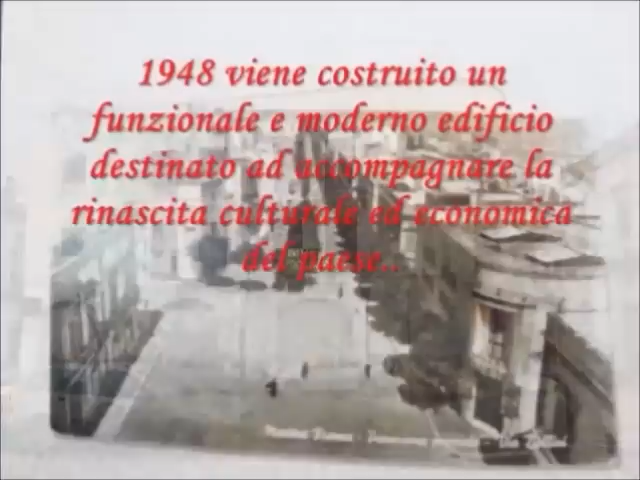 1948 viene costruito un
funzionale e moderno edificio
destinato ad accompagnare la
rinascita culturale ed economica
del paese..